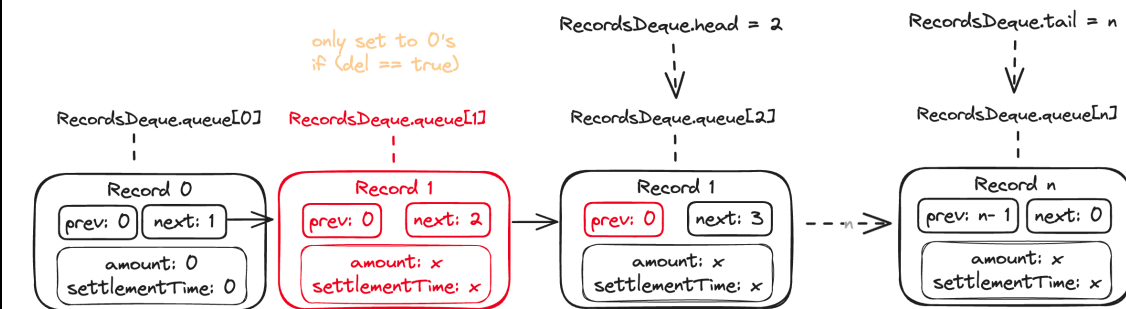 RecordsDeque.head = 2
RecordsDeque.tail = n
only set to 0's
if (del == true)
RecordsDeque.queue[0]
RecordsDeque.queue[1]
RecordsDeque.queue[2]
RecordsDeque.queue[n]
Record 0
prev: 0
next: 1
amount: 0
settlementTime: 0
Record 1
prev: 0
next: 2
amount: x
settlementTime: x
Record 1
prev: 0
next: 3
amount: x
settlementTime: x
n
Record n
prev: n- 1
next: 0
amount: x
settlementTime: x